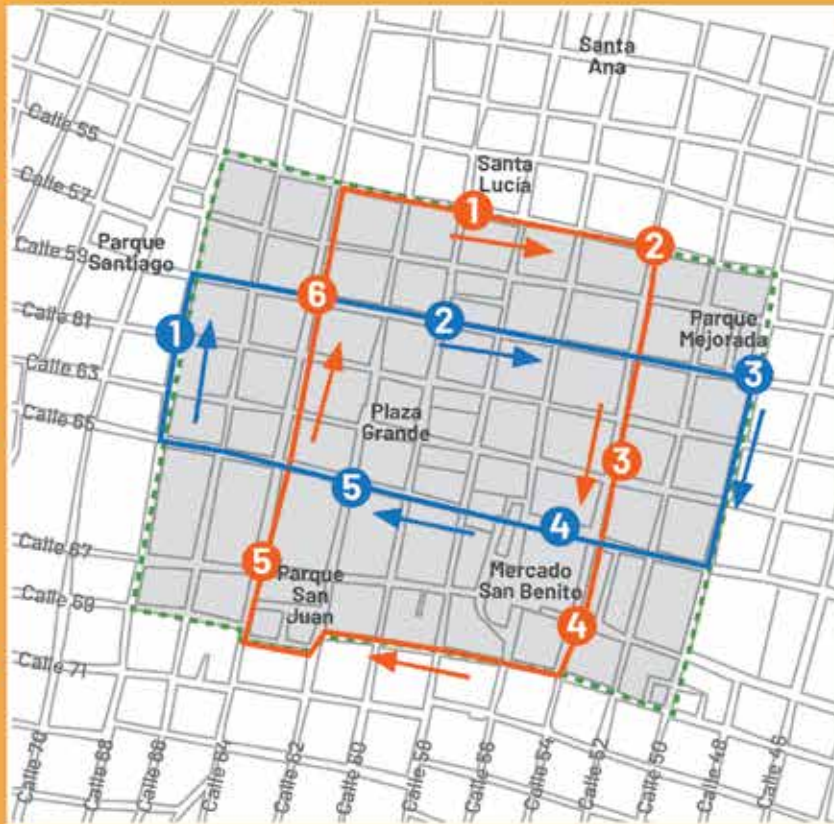 Santa
Ana
Calle 55
Santa
Lucía
Calle 57
1
Parque
Santiago
2
Calle 59
6
2
Parque
Mejorada
Calle 61
1
3
Calle 63
Plaza
Grande
Calle 65
3
5
4
Calle 67
5
Parque
San
Juan
Mercado
San Benito
Calle 69
4
Calle 71
Calle 70
Calle 68
Calle 66
Calle 64
Calle 62
Calle 60
Calle 58
Calle 56
Calle 54
Calle 52
Calle 50
Calle 48
Calle 46